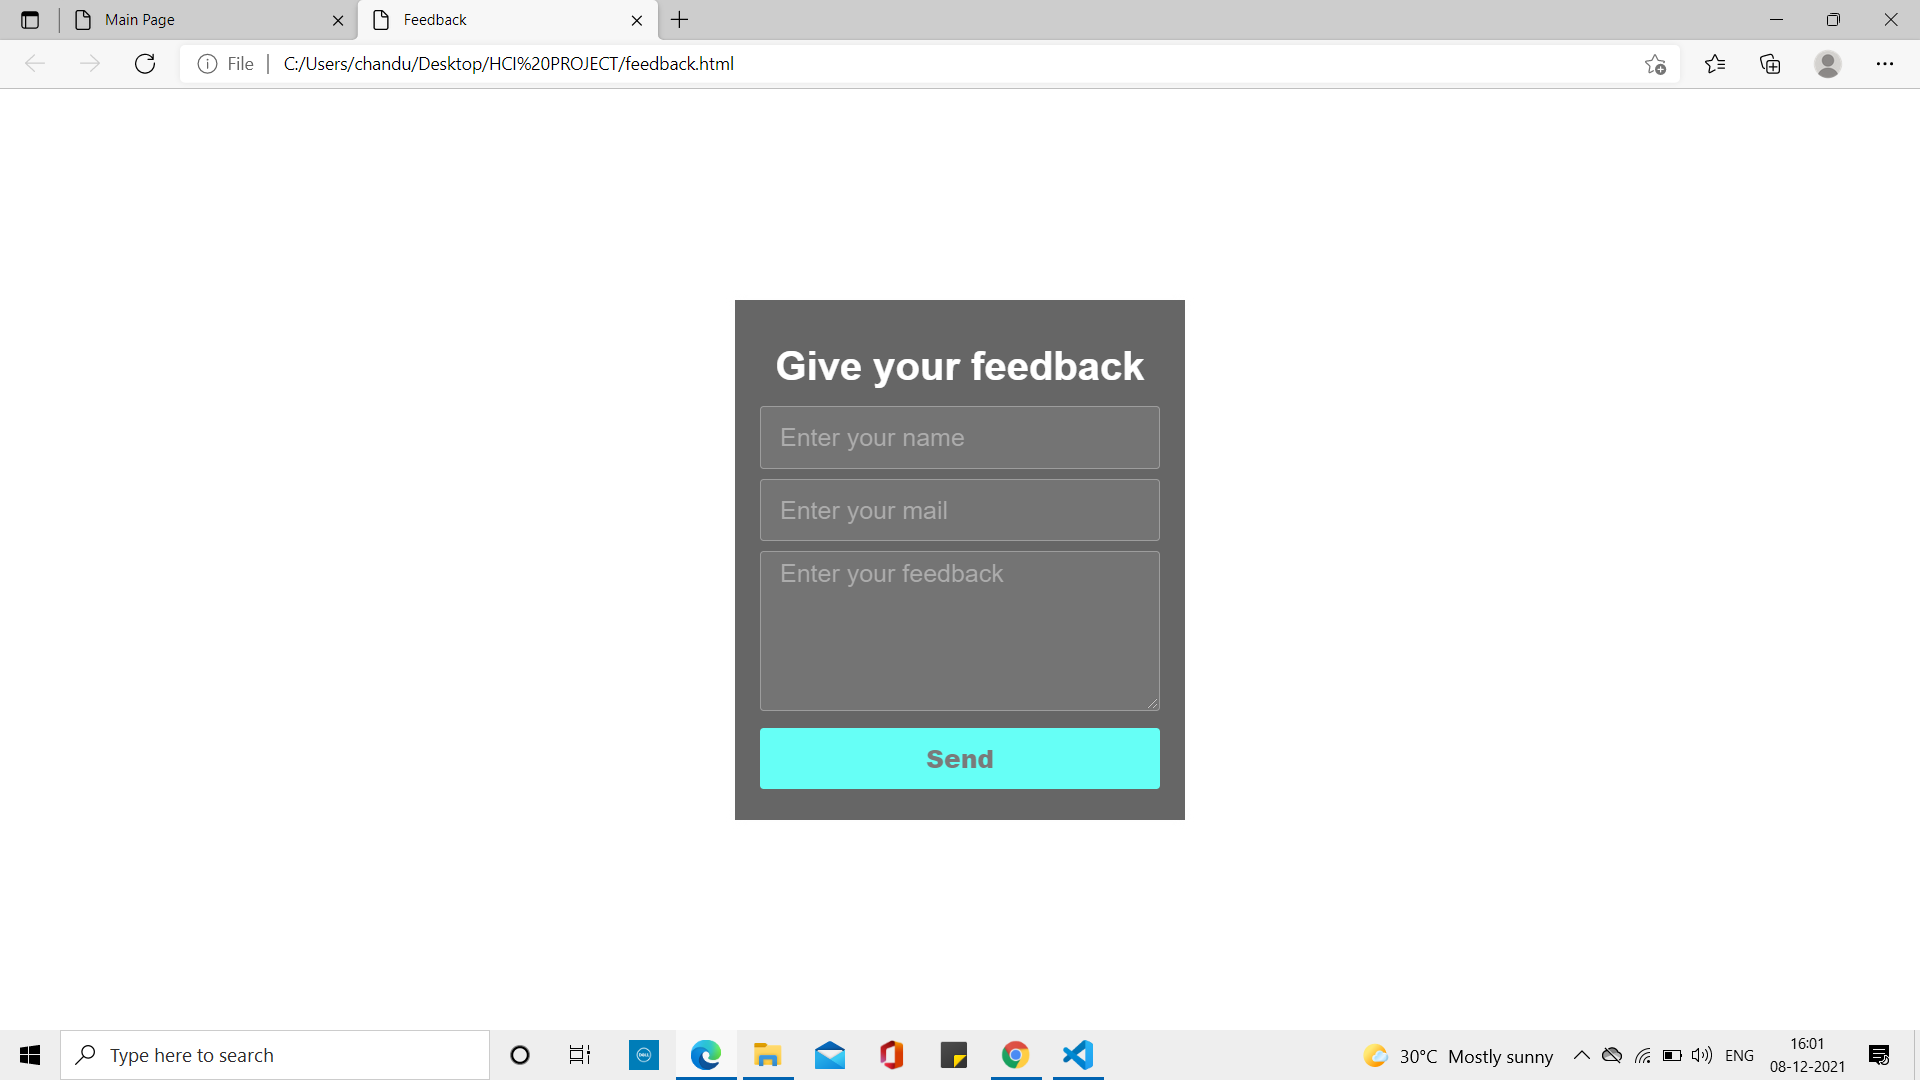 Main Page
Feedback
File
C:/Users/chandu/Desktop/HCI%20PROJECT/feedback.html
Give your feedback
Enter your name
Enter your mail
Enter your feedback
Send
Type here to search
DELL
30°C Mostly sunny
ENG
16:01
08-12-2021